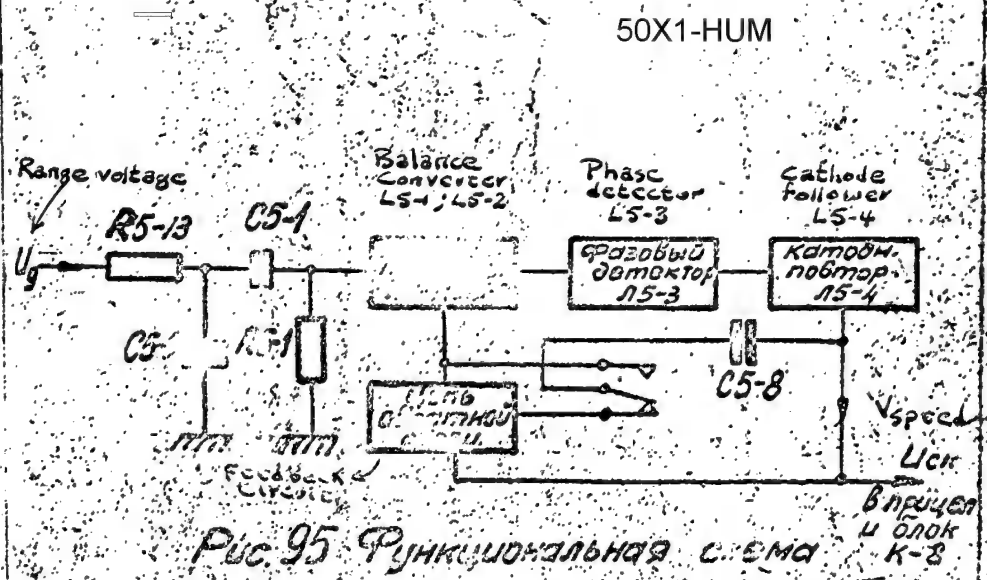 50X1-HUM
Range voltage
Balance
Converter
L5-1; L5-2
Phase
detector
L5-3
Cathode
follower
L5-4
R5-13
C5-1
Uд
Фазовый
детектор
Л5-3
Катодн.
повтор.
Л5-4
C5-8
Цепь
Vspeed
Feedback
Circuit
Uск
В прицел
и блок
К-8
Рис. 95 Функциональная